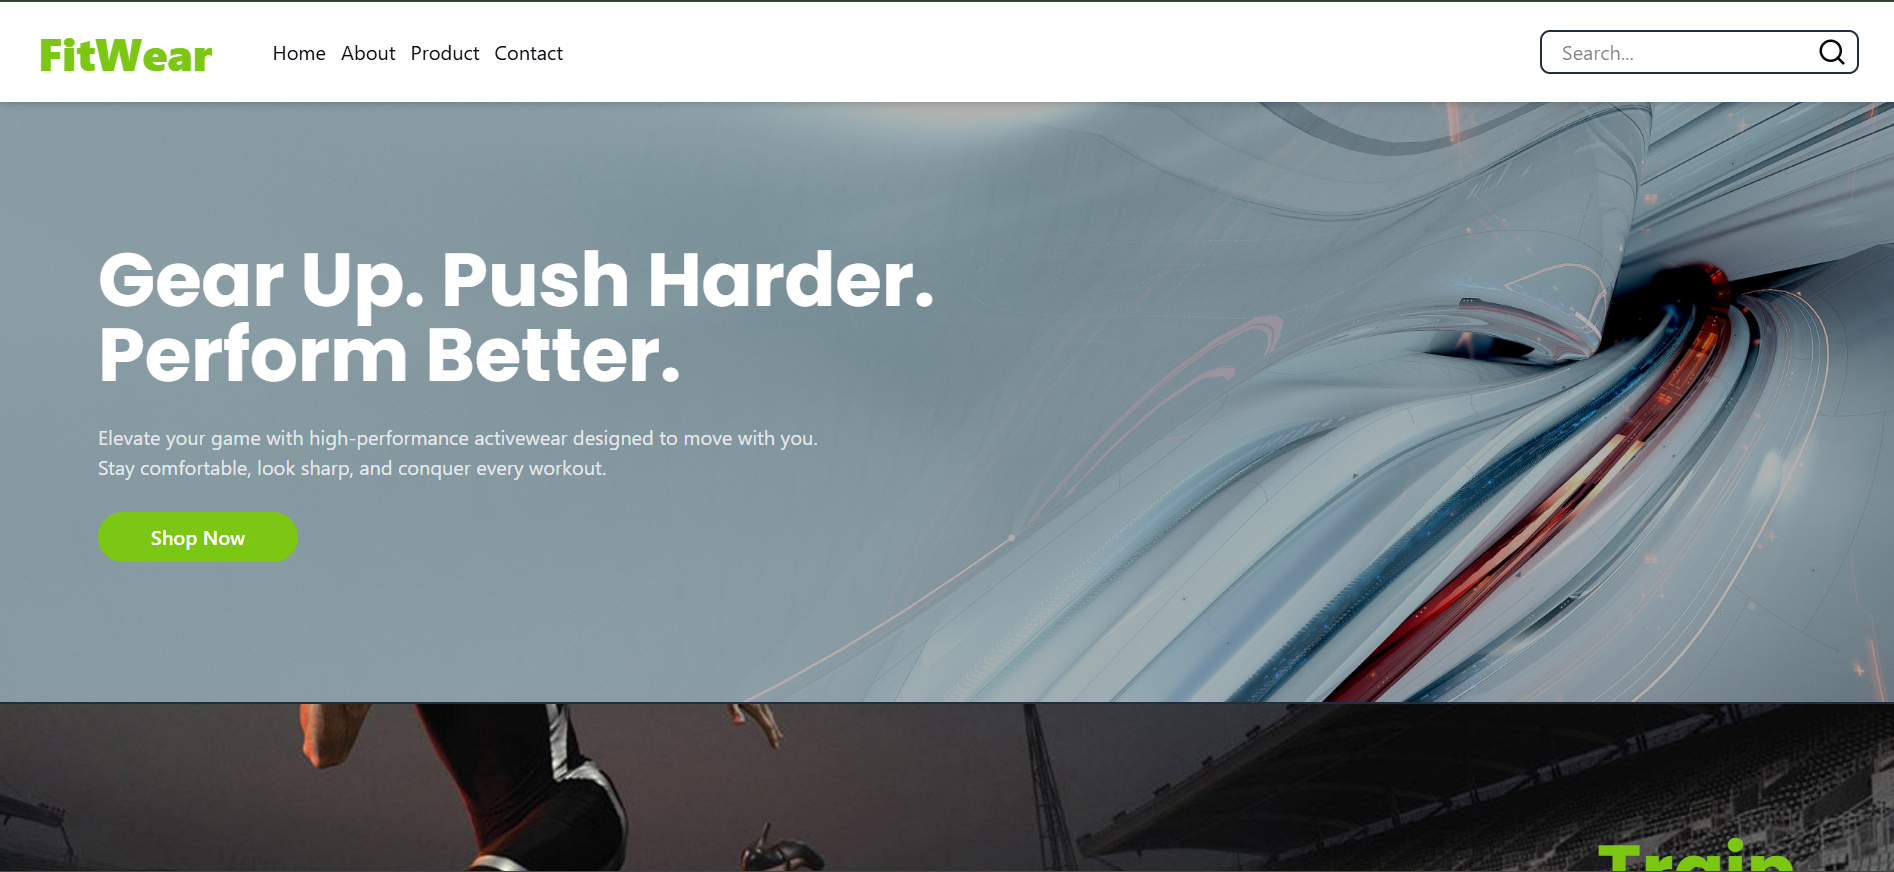 FitWear
Home About Product Contact
Search...
Gear Up. Push Harder.
Perform Better.
Elevate your game with high-performance activewear designed to move with you.
Stay comfortable, look sharp, and conquer every workout.
Shop Now
Train